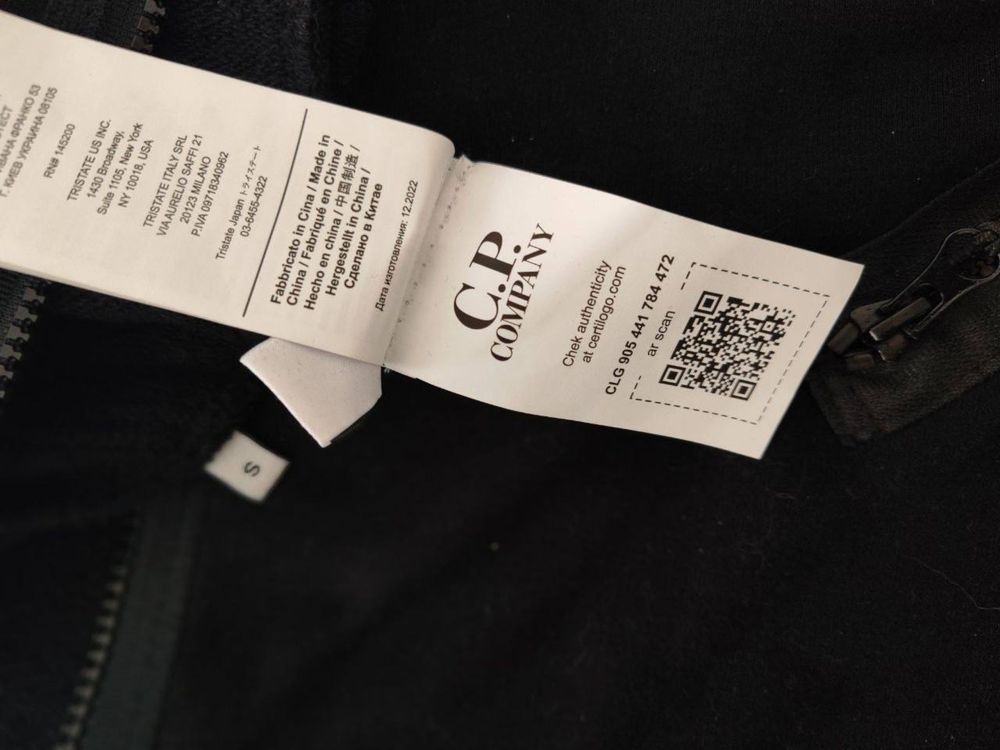 ИВАНА ФРАНКО 53
Г. КИЕВ УКРАИНА 08105
RN# 145200
TRISTATE US INC.
1430 Broadway,
Suite 1105, New York
NY 10018, USA
TRISTATE ITALY SRL
VIA AURELIO SAFFI 21
20123 MILANO
P.IVA 09718340962
Tristate Japan トライステート
03-6455-4322
Fabbricato in Cina / Made in
China / Fabriqué en Chine /
Hecho en china / 中国制造 /
Hergestellt in China /
Сделано в Китае
Дата изготовления: 12.2022
C.P.
COMPANY
Chek authenticity
at certilogo.com
CLG 905 441 784 472
ar scan
S